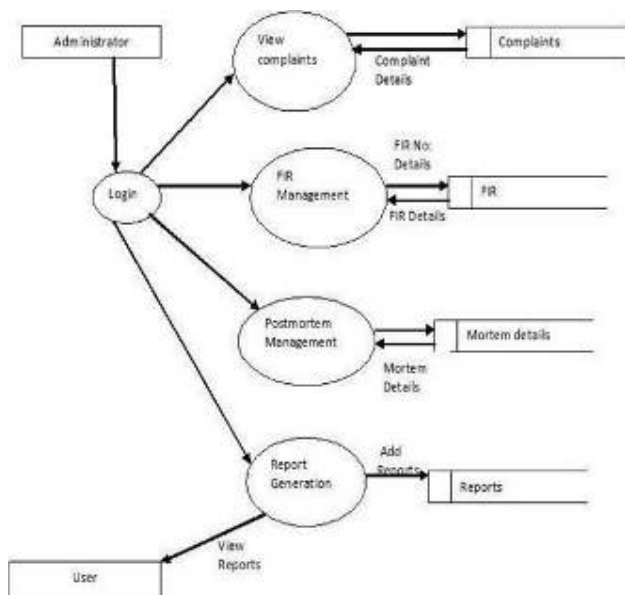 Administrator
View
complaints
Complaints
Complaint
Details
FIR No:
Details
Login
FIR
Management
FIR
FIR Details
Postmortem
Management
Mortem details
Mortem
Details
Report
Generation
Add
Reports
Reports
View
Reports
User